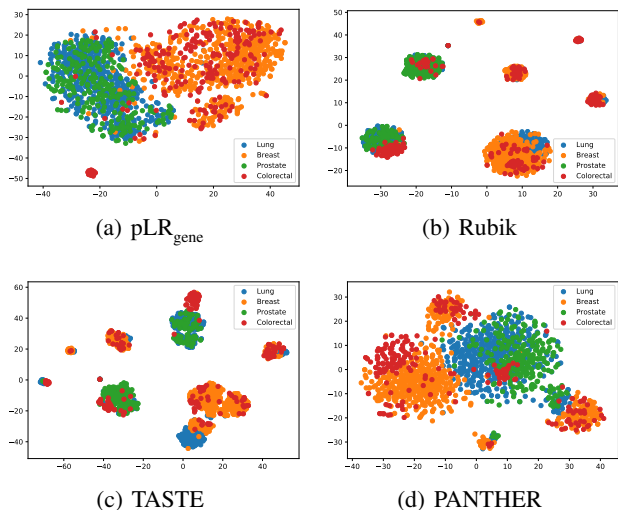 30
20
10
0
−10
−20
−30
−40
−50
−40
−20
0
20
40
Lung
Breast
Prostate
Colorectal
(a) pLRgene
50
40
30
20
10
0
−10
−20
−30
−20
−10
0
10
20
30
Lung
Breast
Prostate
Colorectal
(b) Rubik
60
40
20
0
−20
−40
−60
−40
−20
0
20
40
Lung
Breast
Prostate
Colorectal
(c) TASTE
30
20
10
0
−10
−20
−30
−40
−30
−20
−10
0
10
20
30
40
Lung
Breast
Prostate
Colorectal
(d) PANTHER